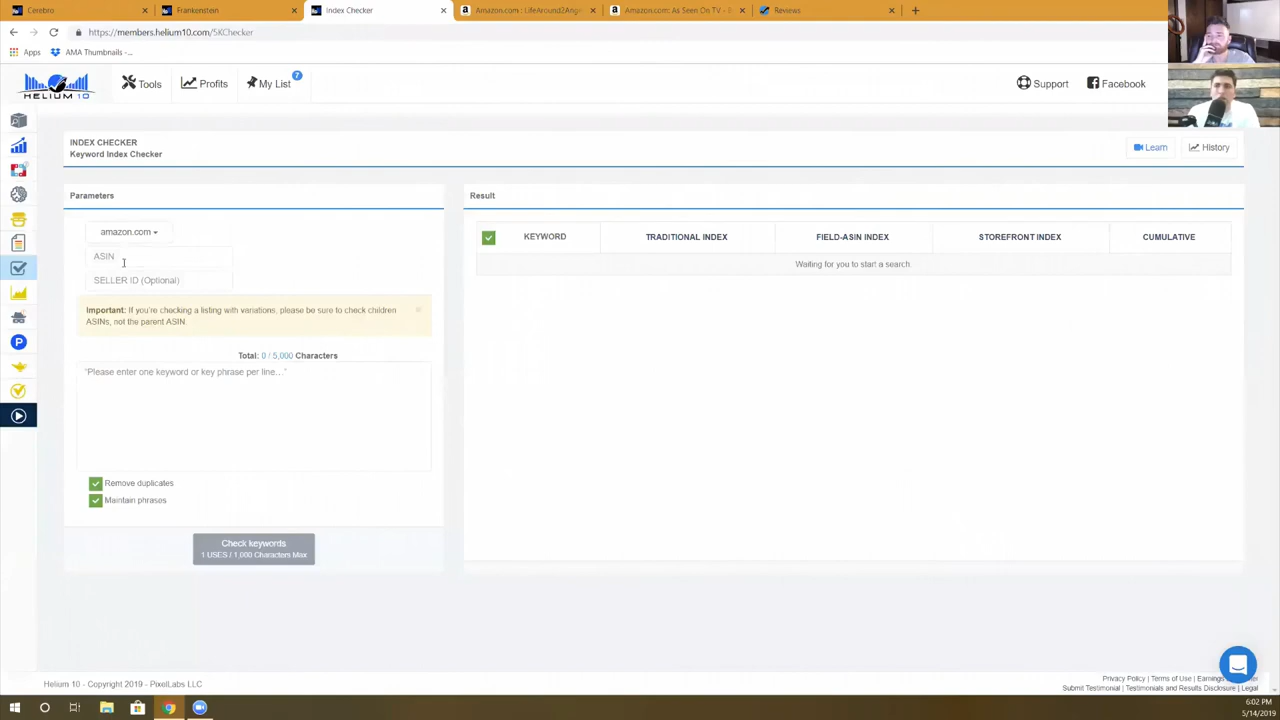 Cerebro
Frankenstein
Index Checker
Amazon.com : LifeAround2Ange
Amazon.com: As Seen On TV - B
Reviews
https://members.helium10.com/5KChecker
Apps
AMA Thumbnails -...
HELIUM 10
Tools
Profits
My List
7
Support
Facebook
INDEX CHECKER
Keyword Index Checker
Learn
History
Parameters
amazon.com
ASIN
SELLER ID (Optional)
Important: If you're checking a listing with variations, please be sure to check children
ASINs, not the parent ASIN.
Total: 0 / 5,000 Characters
"Please enter one keyword or key phrase per line..."
Remove duplicates
Maintain phrases
Check keywords
1 USES / 1,000 Characters Max
Result
KEYWORD
TRADITIONAL INDEX
FIELD-ASIN INDEX
STOREFRONT INDEX
CUMULATIVE
Waiting for you to start a search.
Helium 10 - Copyright 2019 - PixelLabs LLC
Privacy Policy | Terms of Use | Earnings
Submit Testimonial | Testimonials and Results Disclosure | Legal
6:02 PM
5/14/2019